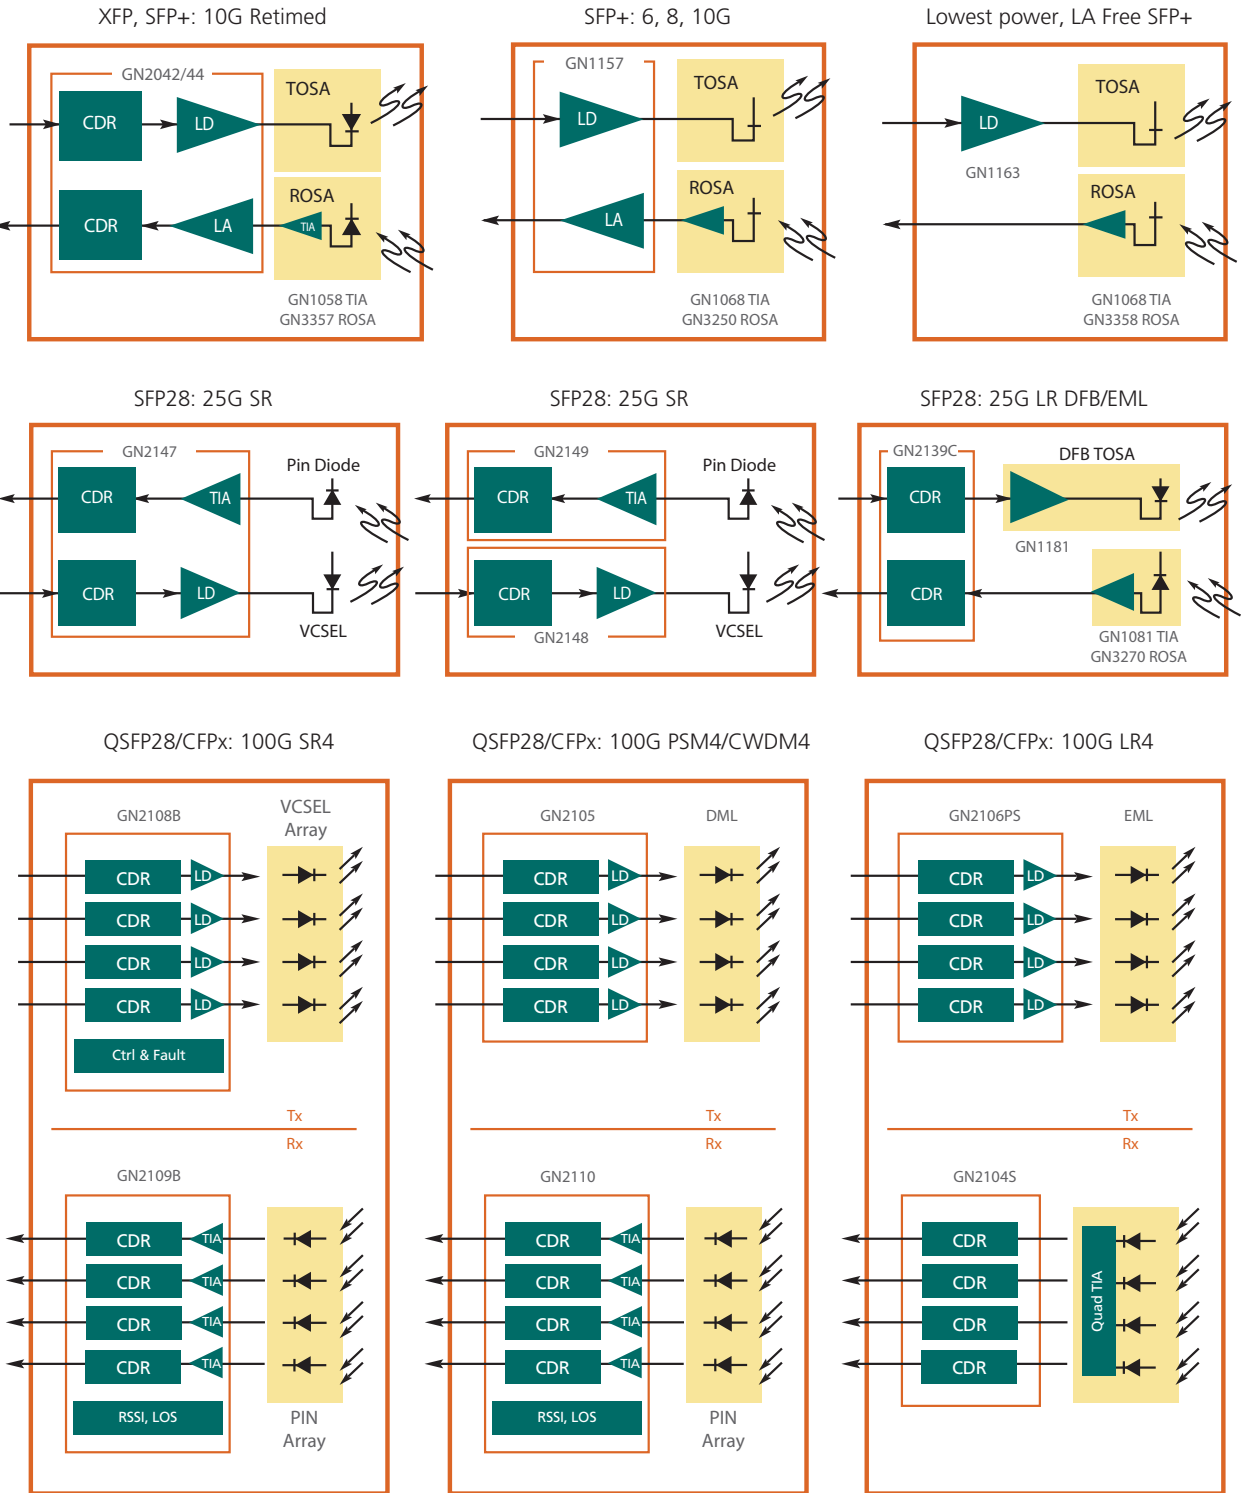 XFP, SFP+: 10G Retimed
GN2042/44
TOSA
CDR
LD
ROSA
CDR
LA
TIA
GN1058 TIA
GN3357 ROSA
SFP+: 6, 8, 10G
GN1157
TOSA
LD
ROSA
LA
GN1068 TIA
GN3250 ROSA
Lowest power, LA Free SFP+
TOSA
LD
GN1163
ROSA
GN1068 TIA
GN3358 ROSA
SFP28: 25G SR
GN2147
Pin Diode
CDR
TIA
CDR
LD
VCSEL
SFP28: 25G SR
GN2149
Pin Diode
CDR
TIA
CDR
LD
VCSEL
GN2148
SFP28: 25G LR DFB/EML
GN2139C
DFB TOSA
CDR
GN1181
CDR
GN1081 TIA
GN3270 ROSA
QSFP28/CFPx: 100G SR4
GN2108B
VCSEL
Array
CDR
LD
CDR
LD
CDR
LD
CDR
LD
Ctrl & Fault
Tx
Rx
GN2109B
CDR
TIA
CDR
TIA
CDR
TIA
CDR
TIA
RSSI, LOS
PIN
Array
QSFP28/CFPx: 100G PSM4/CWDM4
GN2105
DML
CDR
LD
CDR
LD
CDR
LD
CDR
LD
Tx
Rx
GN2110
CDR
TIA
CDR
TIA
CDR
TIA
CDR
TIA
RSSI, LOS
PIN
Array
QSFP28/CFPx: 100G LR4
GN2106PS
EML
CDR
LD
CDR
LD
CDR
LD
CDR
LD
Tx
Rx
GN2104S
CDR
CDR
CDR
CDR
Quad TIA